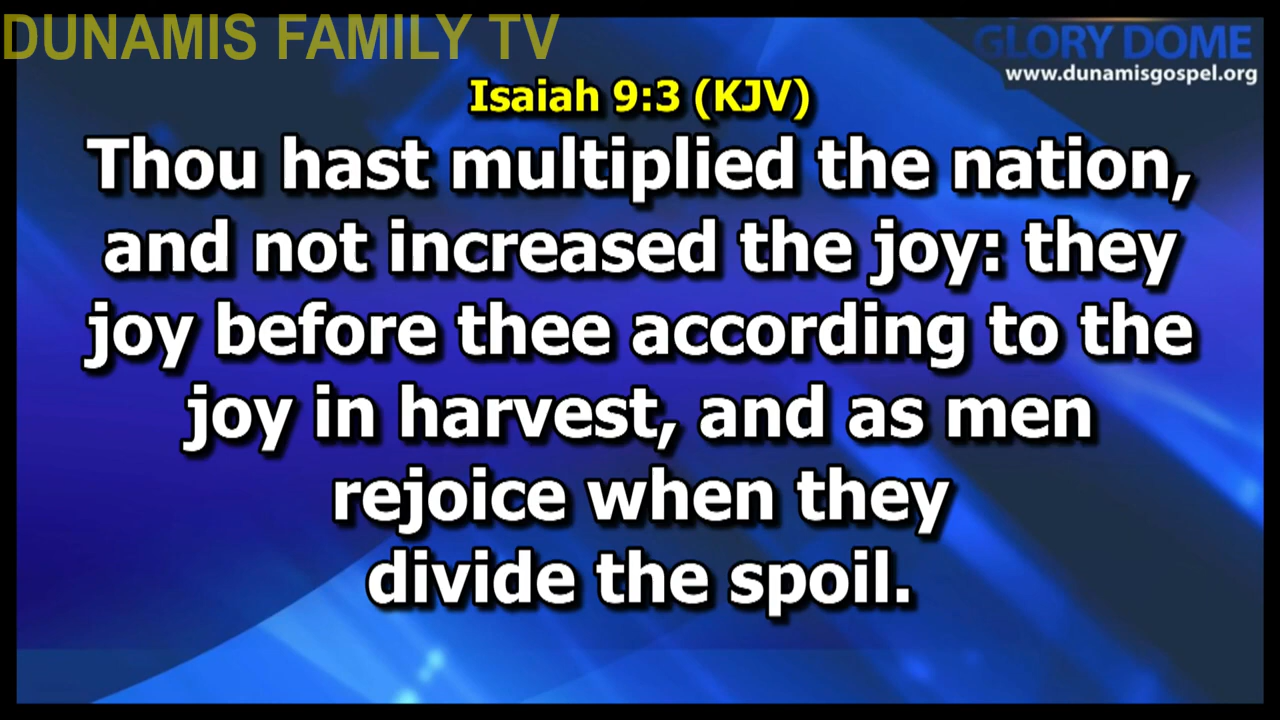 DUNAMIS FAMILY TV
GLORY DOME
www.dunamisgospel.org
Isaiah 9:3 (KJV)
Thou hast multiplied the nation,
and not increased the joy: they
joy before thee according to the
joy in harvest, and as men
rejoice when they
divide the spoil.